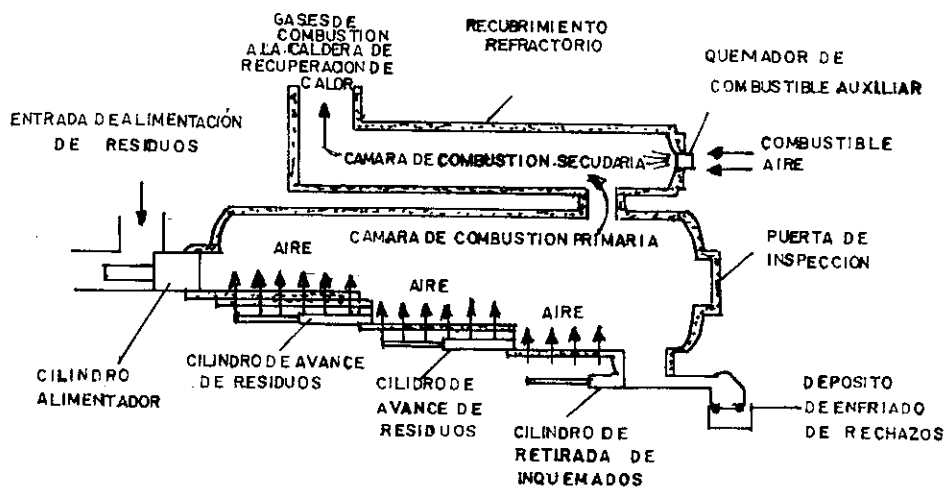 GASES DE
COMBUSTION
A LA CALDERA DE
RECUPERACION DE
CALOR
RECUBRIMIENTO
REFRACTORIO
QUEMADOR DE
COMBUSTIBLE AUXILIAR
ENTRADA DE ALIMENTACIÓN
DE RESIDUOS
COMBUSTIBLE
AIRE
CAMARA DE COMBUSTION SECUDARIA
CAMARA DE COMBUSTION PRIMARIA
PUERTA DE
INSPECCION
AIRE
AIRE
AIRE
CILINDRO
ALIMENTADOR
CILINDRO DE AVANCE
DE RESIDUOS
CILIDRO DE
AVANCE DE
RESIDUOS
CILINDRO DE
RETIRADA DE
INQUEMADOS
DEPOSITO
DE ENFRIADO
DE RECHAZOS